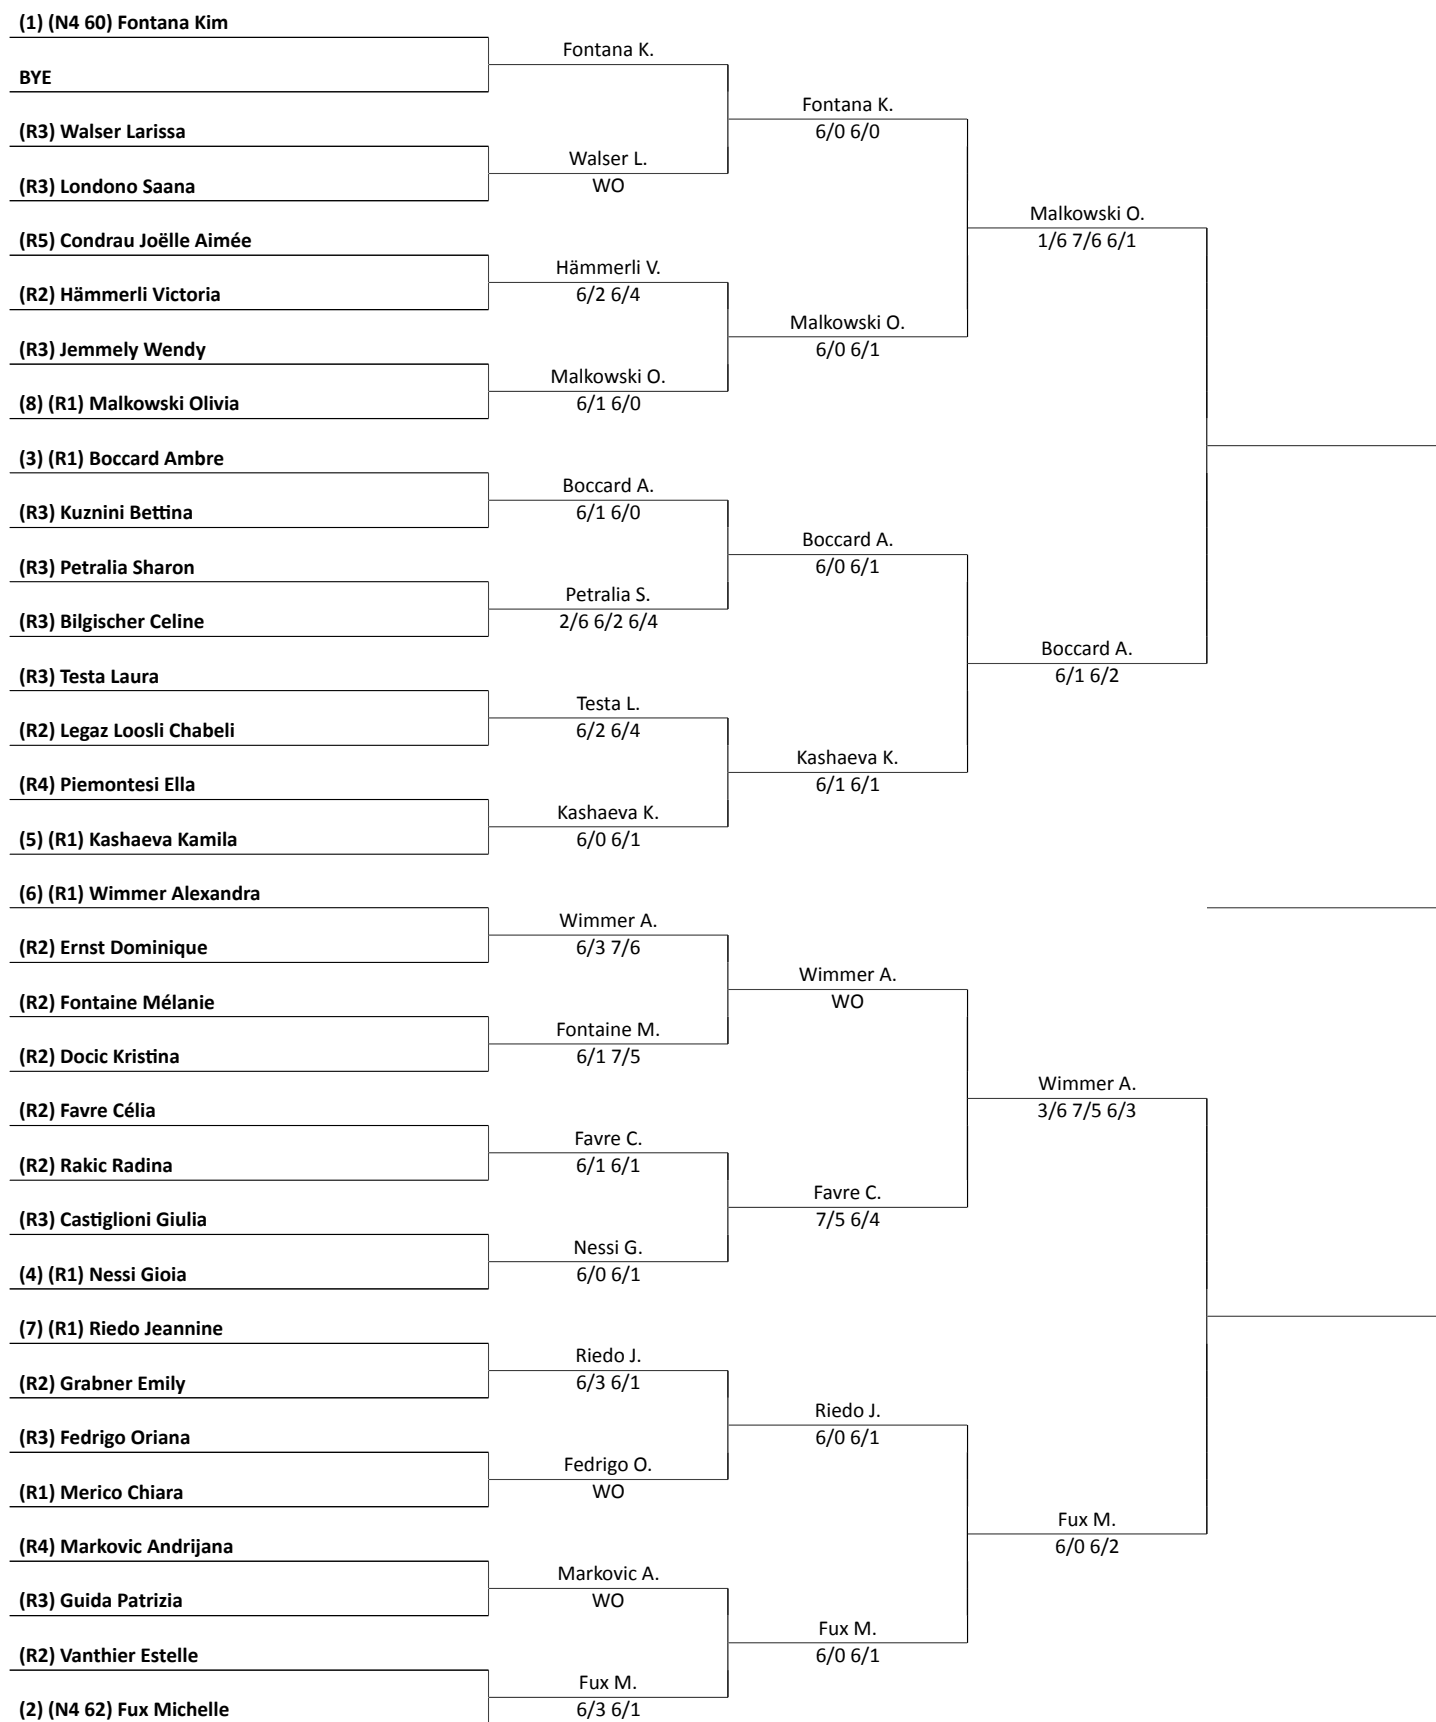 (1) (N4 60) Fontana Kim
BYE
(R3) Walser Larissa
(R3) Londono Saana
(R5) Condrau Joëlle Aimée
(R2) Hämmerli Victoria
(R3) Jemmely Wendy
(8) (R1) Malkowski Olivia
(3) (R1) Boccard Ambre
(R3) Kuznini Bettina
(R3) Petralia Sharon
(R3) Bilgischer Celine
(R3) Testa Laura
(R2) Legaz Loosli Chabeli
(R4) Piemontesi Ella
(5) (R1) Kashaeva Kamila
(6) (R1) Wimmer Alexandra
(R2) Ernst Dominique
(R2) Fontaine Mélanie
(R2) Docic Kristina
(R2) Favre Célia
(R2) Rakic Radina
(R3) Castiglioni Giulia
(4) (R1) Nessi Gioia
(7) (R1) Riedo Jeannine
(R2) Grabner Emily
(R3) Fedrigo Oriana
(R1) Merico Chiara
(R4) Markovic Andrijana
(R3) Guida Patrizia
(R2) Vanthier Estelle
(2) (N4 62) Fux Michelle
Fontana K.
Walser L.
WO
Hämmerli V.
6/2 6/4
Malkowski O.
6/1 6/0
Boccard A.
6/1 6/0
Petralia S.
2/6 6/2 6/4
Testa L.
6/2 6/4
Kashaeva K.
6/0 6/1
Wimmer A.
6/3 7/6
Fontaine M.
6/1 7/5
Favre C.
6/1 6/1
Nessi G.
6/0 6/1
Riedo J.
6/3 6/1
Fedrigo O.
WO
Markovic A.
WO
Fux M.
6/3 6/1
Fontana K.
6/0 6/0
Malkowski O.
6/0 6/1
Boccard A.
6/0 6/1
Kashaeva K.
6/1 6/1
Wimmer A.
WO
Favre C.
7/5 6/4
Riedo J.
6/0 6/1
Fux M.
6/0 6/1
Malkowski O.
1/6 7/6 6/1
Boccard A.
6/1 6/2
Wimmer A.
3/6 7/5 6/3
Fux M.
6/0 6/2